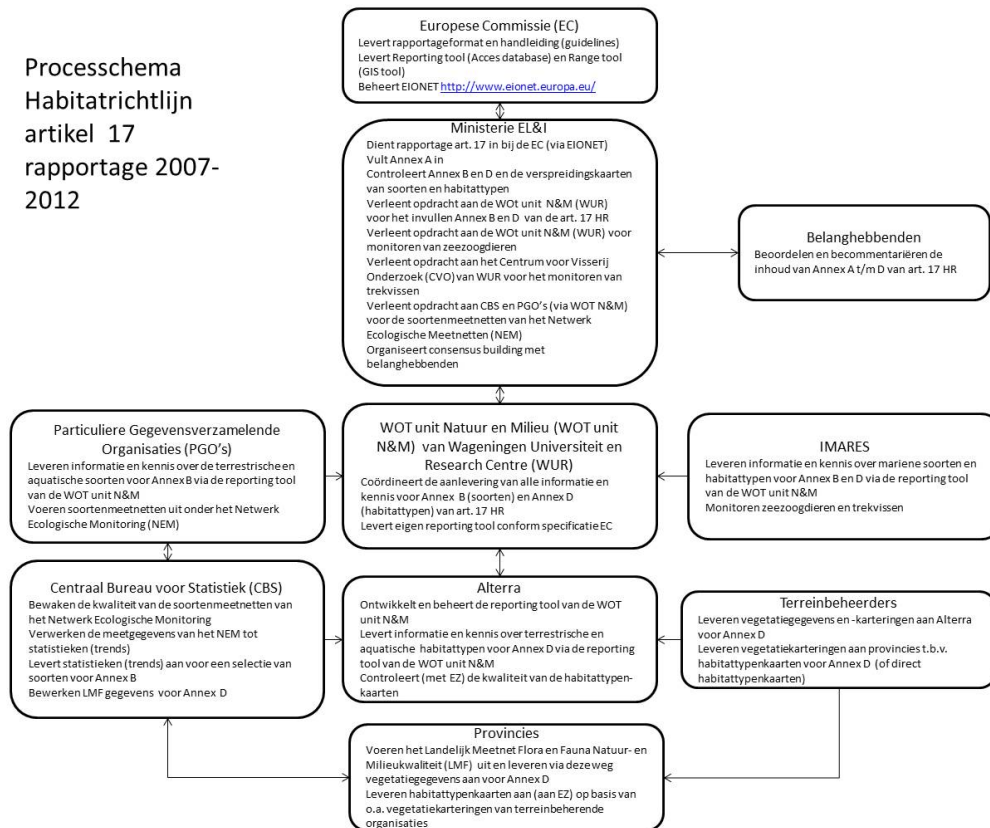 Processchema
Habitatrichtlijn
artikel 17
rapportage 2007-
2012
Europese Commissie (EC)
Levert rapportageformat en handleiding (guidelines)
Levert Reporting tool (Acces database) en Range tool
(GIS tool)
Beheert EIONET http://www.eionet.europa.eu/
Ministerie EL&I
Dient rapportage art. 17 in bij de EC (via EIONET)
Vult Annex A in
Controleert Annex B en D en de verspreidingskaarten
van soorten en habitattypen
Verleent opdracht aan de WOt unit N&M (WUR)
voor het invullen Annex B en D van de art. 17 HR
Verleent opdracht aan de WOt unit N&M (WUR) voor
monitoren van zeezoogdieren
Verleent opdracht aan het Centrum voor Visserij
Onderzoek (CVO) van WUR voor het monitoren van
trekvissen
Verleent opdracht aan CBS en PGO's (via WOT N&M)
voor de soortenmeetnetten van het Netwerk
Ecologische Meetnetten (NEM)
Organiseert consensus building met
belanghebbenden
Belanghebbenden
Beoordelen en becommentariëren de
inhoud van Annex A t/m D van art. 17 HR
Particuliere Gegevensverzamelende
Organisaties (PGO's)
Leveren informatie en kennis over de terrestrische en
aquatische soorten voor Annex B via de reporting tool
van de WOT unit N&M
Voeren soortenmeetnetten uit onder het Netwerk
Ecologische Monitoring (NEM)
WOT unit Natuur en Milieu (WOT unit
N&M) van Wageningen Universiteit en
Research Centre (WUR)
Coördineert de aanlevering van alle informatie en
kennis voor Annex B (soorten) en Annex D
(habitattypen) van art. 17 HR
Levert eigen reporting tool conform specificatie EC
IMARES
Leveren informatie en kennis over mariene soorten en
habitattypen voor Annex B en D via de reporting tool
van de WOT unit N&M
Monitoren zeezoogdieren en trekvissen
Centraal Bureau voor Statistiek (CBS)
Bewaken de kwaliteit van de soortenmeetnetten van
het Netwerk Ecologische Monitoring
Verwerken de meetgegevens van het NEM tot
statistieken (trends)
Levert statistieken (trends) aan voor een selectie van
soorten voor Annex B
Bewerken LMF gegevens voor Annex D
Alterra
Ontwikkelt en beheert de reporting tool van de WOT
unit N&M
Levert informatie en kennis over terrestrische en
aquatische habitattypen voor Annex D via de reporting
tool van de WOT unit N&M
Controleert (met EZ) de kwaliteit van de habitattypen-
kaarten
Terreinbeheerders
Leveren vegetatiegegevens en -karteringen aan Alterra
voor Annex D
Leveren vegetatiekarteringen aan provincies t.b.v.
habitattypenkaarten voor Annex D (of direct
habitattypenkaarten)
Provincies
Voeren het Landelijk Meetnet Flora en Fauna Natuur- en
Milieukwaliteit (LMF) uit en leveren via deze weg
vegetatiegegevens aan voor Annex D
Leveren habitattypenkaarten aan (aan EZ) op basis van
o.a. vegetatiekarteringen van terreinbeherende
organisaties